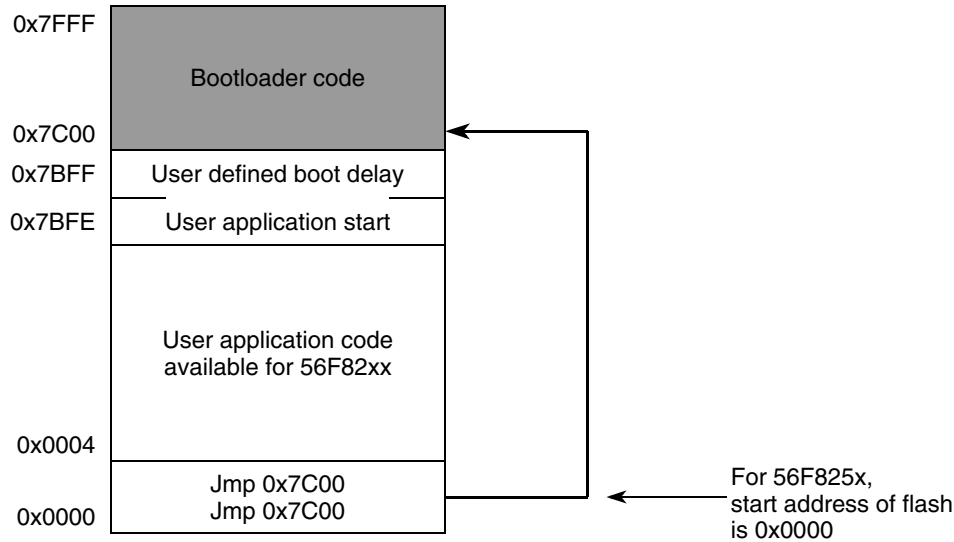 0x7FFF
Bootloader code
0x7C00
0x7BFF
User defined boot delay
0x7BFE
User application start
User application code
available for 56F82xx
0x0004
Jmp 0x7C00
Jmp 0x7C00
0x0000
For 56F825x,
start address of flash
is 0x0000